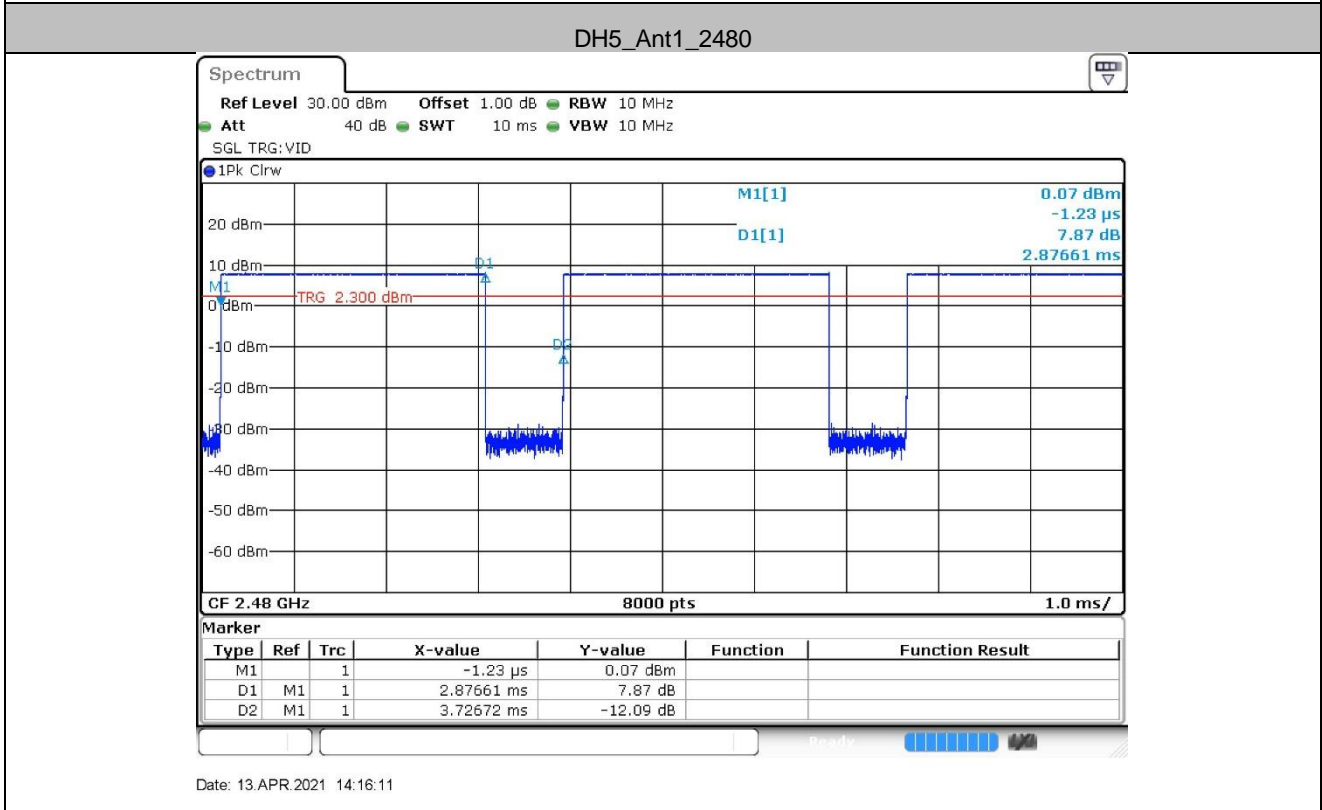 DH5_Ant1_2480
Spectrum
Ref Level 30.00 dBm Offset 1.00 dB RBW 10 MHz
Att 40 dB SWT 10 ms VBW 10 MHz
SGL TRG:VID
1Pk Clrw
M1[1] 0.07 dBm
-1.23 µs
20 dBm
D1[1] 7.87 dB
2.87661 ms
10 dBm
D1
M1
TRG 2.300 dBm
0 dBm
-10 dBm
D2
-20 dBm
-30 dBm
-40 dBm
-50 dBm
-60 dBm
CF 2.48 GHz 8000 pts 1.0 ms/
Marker
Type Ref Trc X-value Y-value Function Function Result
M1 1 -1.23 µs 0.07 dBm
D1 M1 1 2.87661 ms 7.87 dB
D2 M1 1 3.72672 ms -12.09 dB
Ready
Date: 13.APR.2021 14:16:11